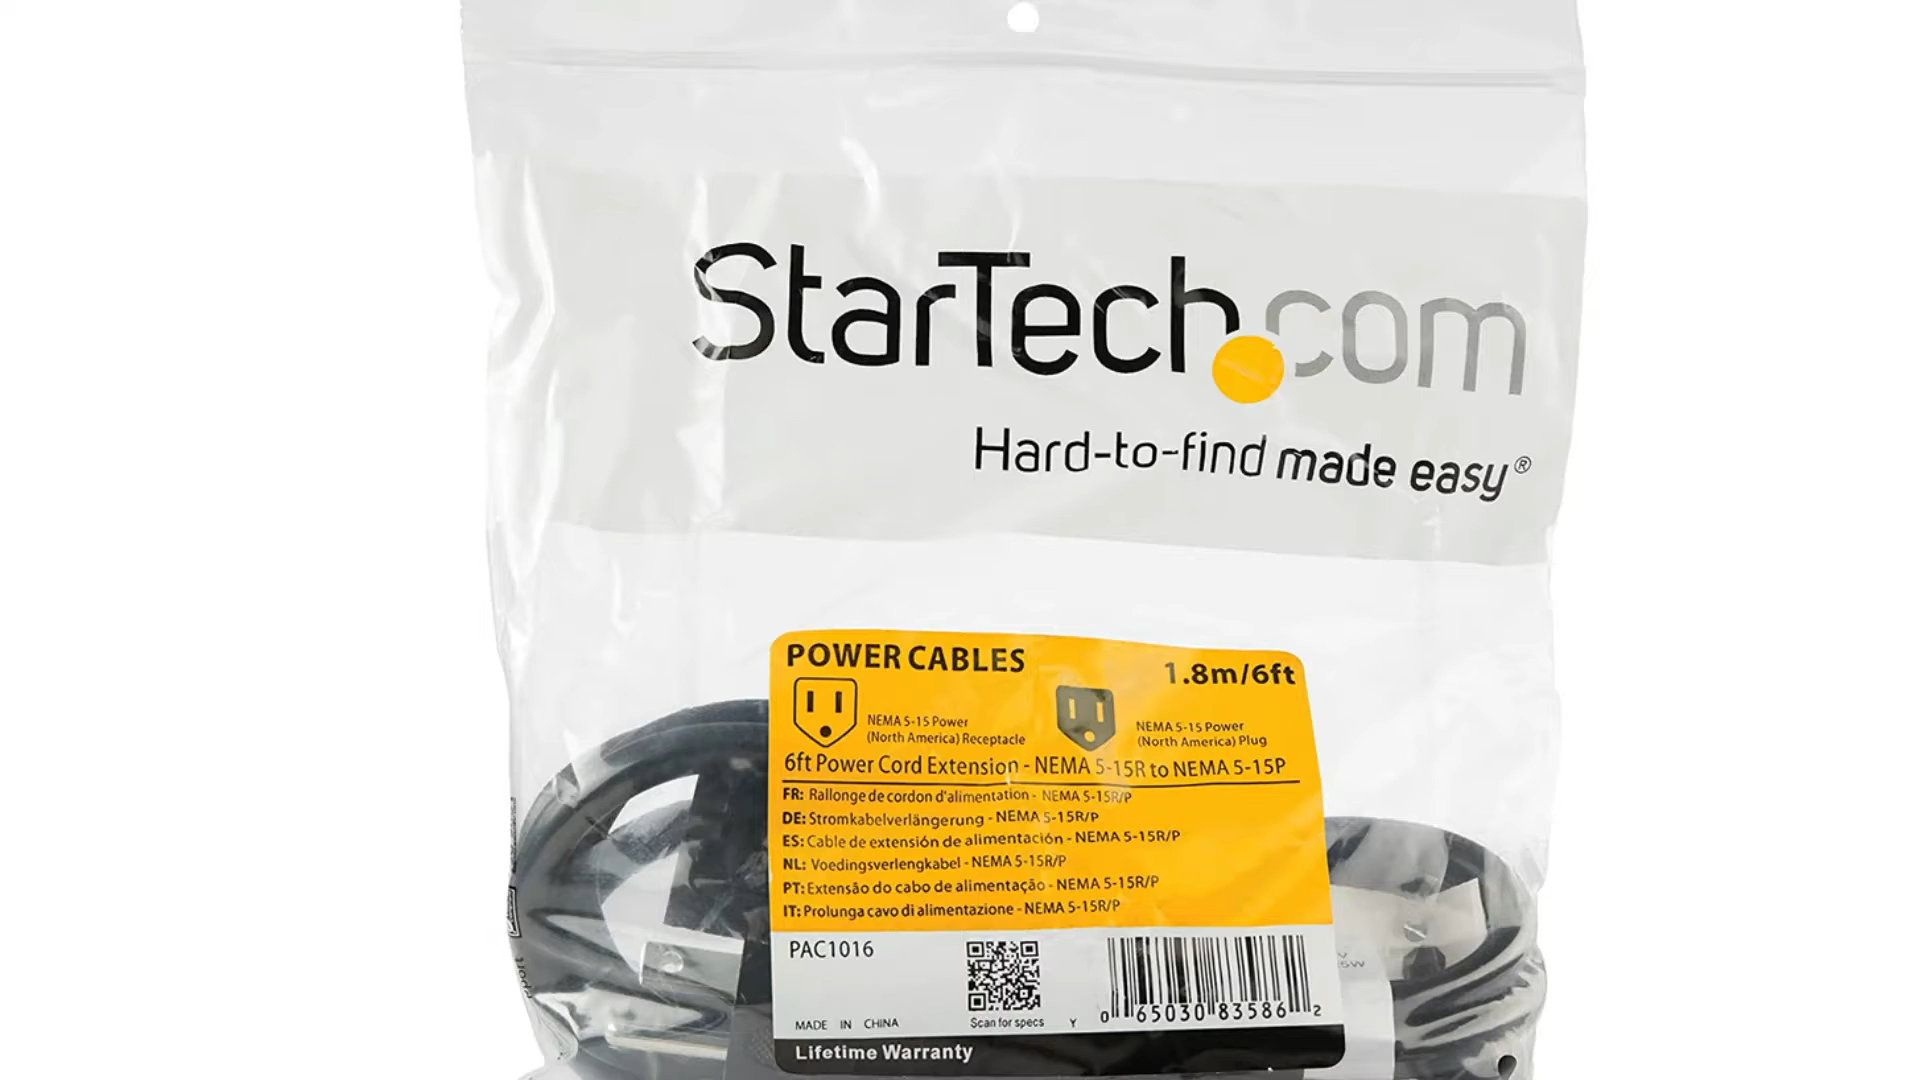 StarTech.com
Hard-to-find made easy®
POWER CABLES
1.8m/6ft
NEMA 5-15 Power
(North America) Receptacle
NEMA 5-15 Power
(North America) Plug
6ft Power Cord Extension - NEMA 5-15R to NEMA 5-15P
FR: Rallonge de cordon d'alimentation - NEMA 5-15R/P
DE: Stromkabelverlängerung - NEMA 5-15R/P
ES: Cable de extensión de alimentación - NEMA 5-15R/P
NL: Voedingsverlengkabel - NEMA 5-15R/P
PT: Extensão do cabo de alimentação - NEMA 5-15R/P
IT: Prolunga cavo di alimentazione - NEMA 5-15R/P
PAC1016
MADE IN CHINA
Scan for specs
Y
0 65030 83586 2
Lifetime Warranty